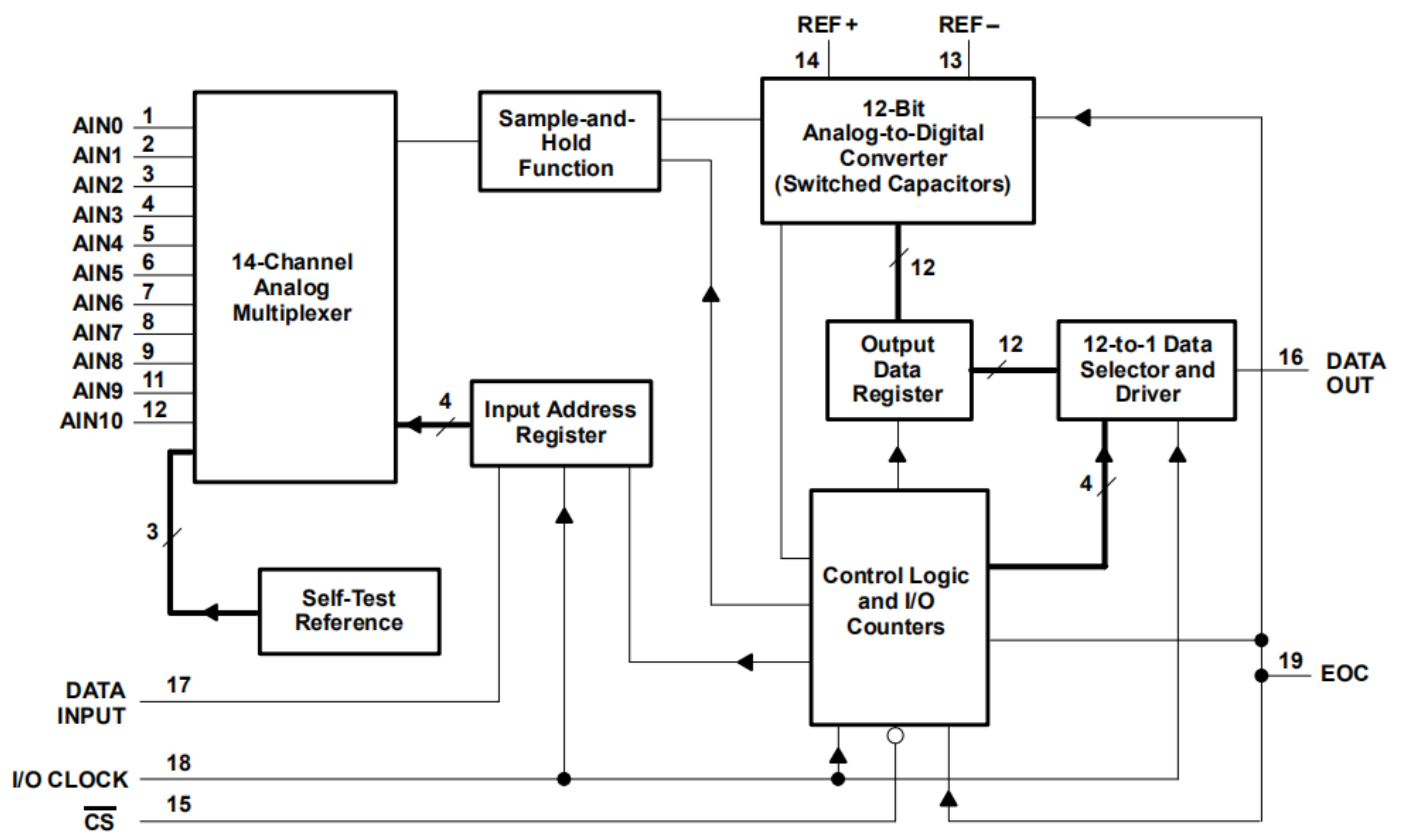 REF+
REF–
14
13
AIN0
1
AIN1
2
AIN2
3
AIN3
4
AIN4
5
AIN5
6
AIN6
7
AIN7
8
AIN8
9
AIN9
11
AIN10
12
14-Channel
Analog
Multiplexer
Sample-and-
Hold
Function
12-Bit
Analog-to-Digital
Converter
(Switched Capacitors)
12
Output
Data
Register
12
12-to-1 Data
Selector and
Driver
16
DATA
OUT
4
Input Address
Register
4
3
Self-Test
Reference
Control Logic
and I/O
Counters
19
EOC
DATA
INPUT
17
I/O CLOCK
18
C̅S̅
15